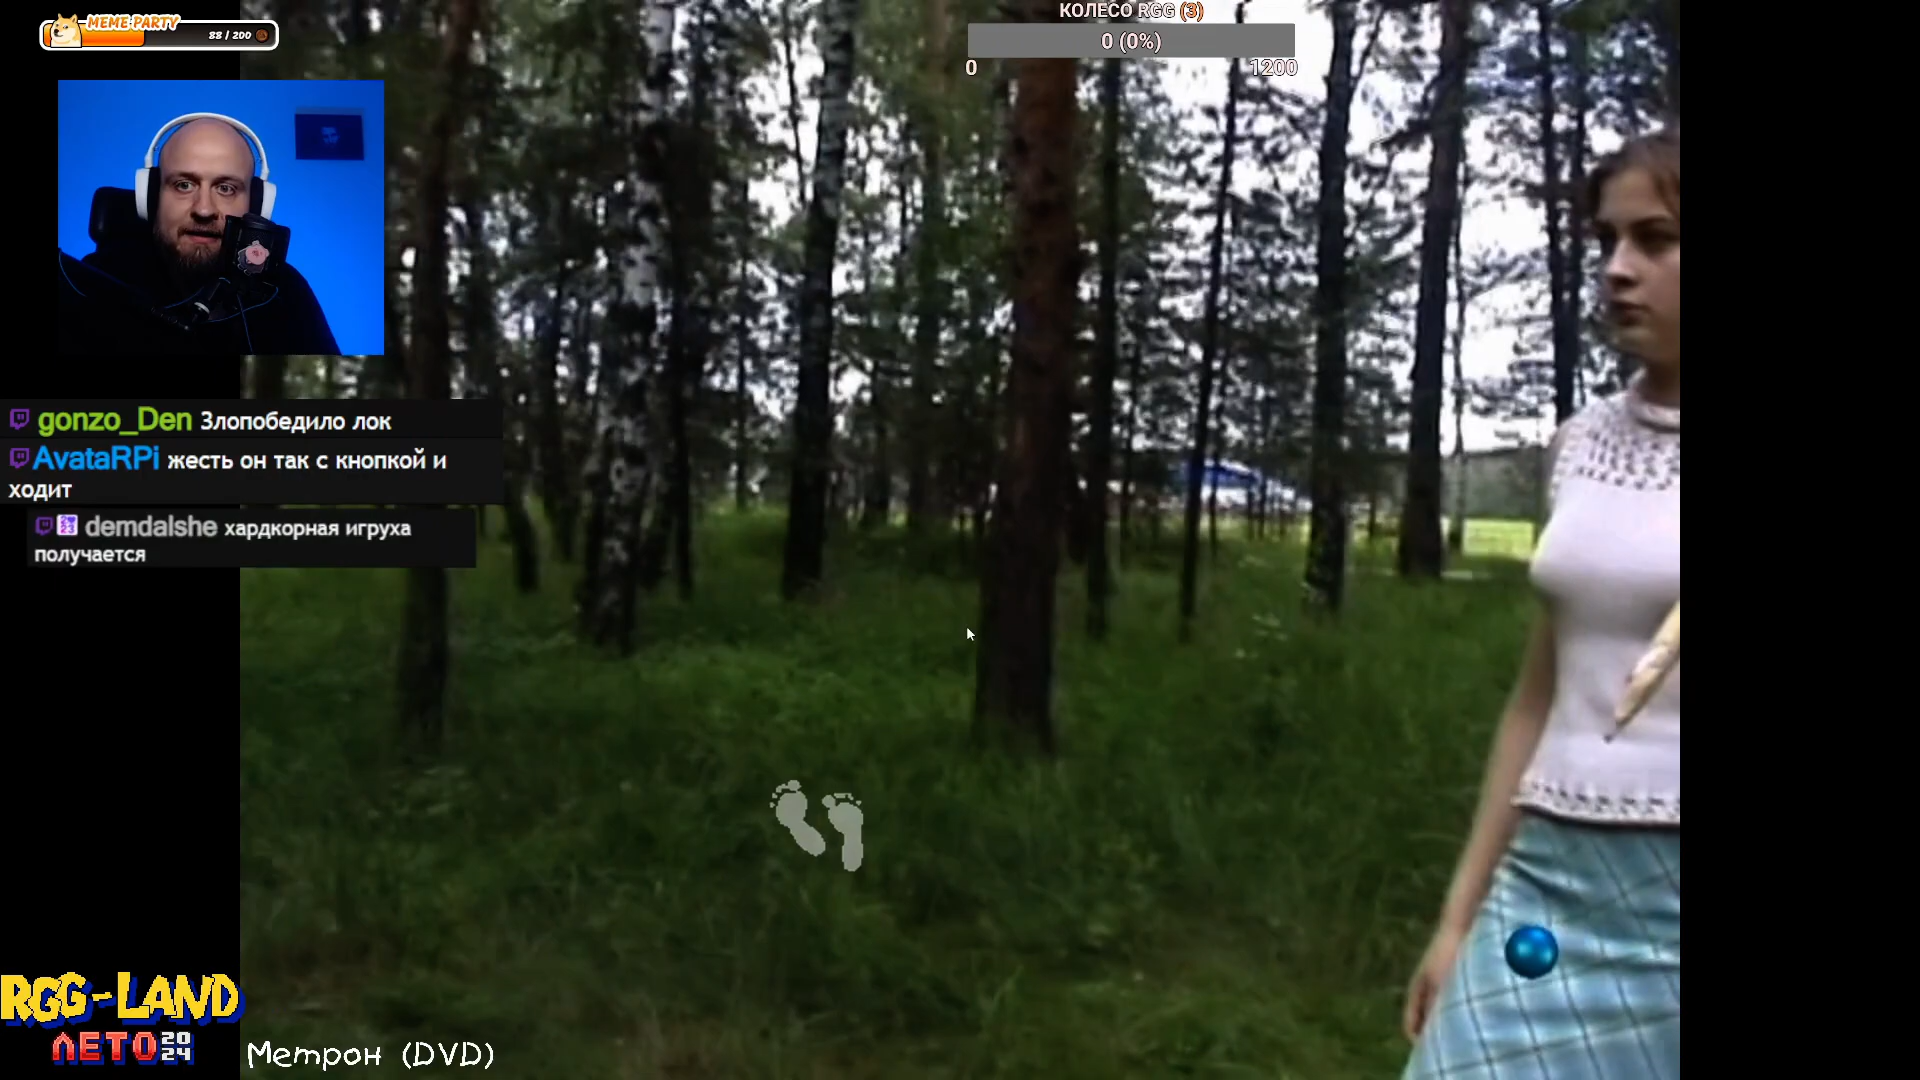 MEME PARTY
88 / 200
КОЛЕСО RGG (3)
0 (0%)
0
1200
gonzo_Den Злопобедило лок
AvataRPi жесть он так с кнопкой и
ходит
demdalshe хардкорная игруха
получается
RGG-LAND
ЛЕТО 2024
Метрон (DVD)